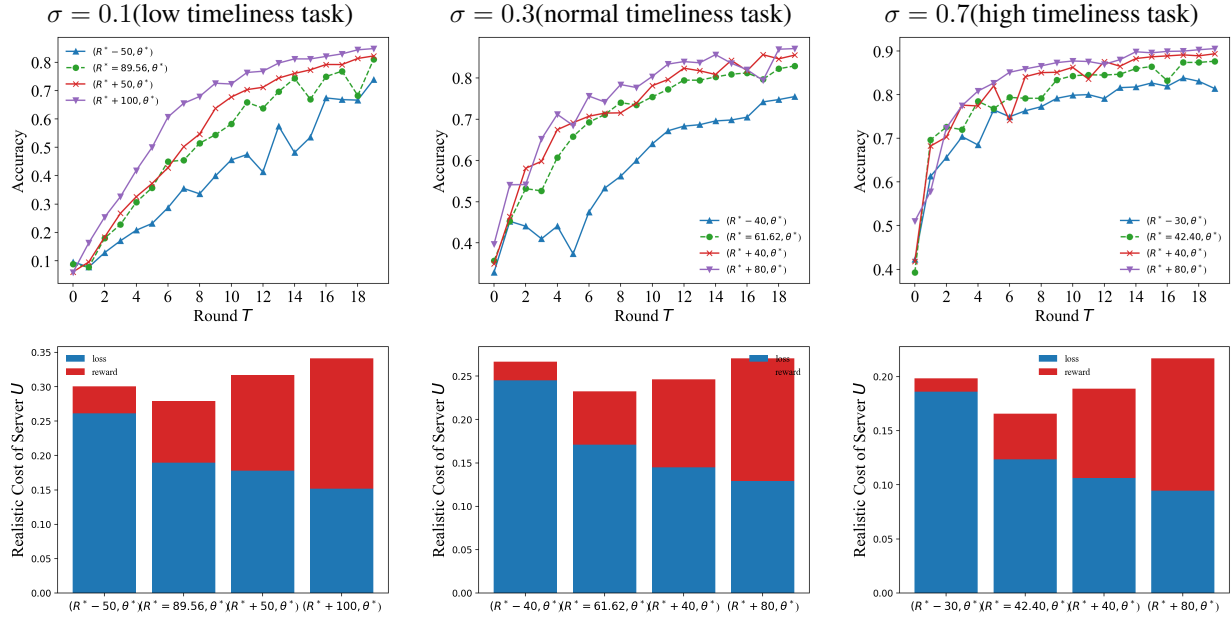 σ = 0.1(low timeliness task)
σ = 0.3(normal timeliness task)
σ = 0.7(high timeliness task)
Accuracy
0.8
0.7
0.6
0.5
0.4
0.3
0.2
0.1
(R* − 50, θ*)
(R* = 89.56, θ*)
(R* + 50, θ*)
(R* + 100, θ*)
0 2 4 6 8 10 12 14 16 18
Round T
Accuracy
0.8
0.7
0.6
0.5
0.4
(R* − 40, θ*)
(R* = 61.62, θ*)
(R* + 40, θ*)
(R* + 80, θ*)
0 2 4 6 8 10 12 14 16 18
Round T
Accuracy
0.9
0.8
0.7
0.6
0.5
0.4
(R* − 30, θ*)
(R* = 42.40, θ*)
(R* + 40, θ*)
(R* + 80, θ*)
0 2 4 6 8 10 12 14 16 18
Round T
Realistic Cost of Server U
0.35
0.30
0.25
0.20
0.15
0.10
0.05
0.00
loss
reward
(R* − 50, θ*) (R* = 89.56, θ*) (R* + 50, θ*) (R* + 100, θ*)
Realistic Cost of Server U
0.25
0.20
0.15
0.10
0.05
0.00
loss
reward
(R* − 40, θ*) (R* = 61.62, θ*) (R* + 40, θ*) (R* + 80, θ*)
Realistic Cost of Server U
0.20
0.15
0.10
0.05
0.00
loss
reward
(R* − 30, θ*) (R* = 42.40, θ*) (R* + 40, θ*) (R* + 80, θ*)